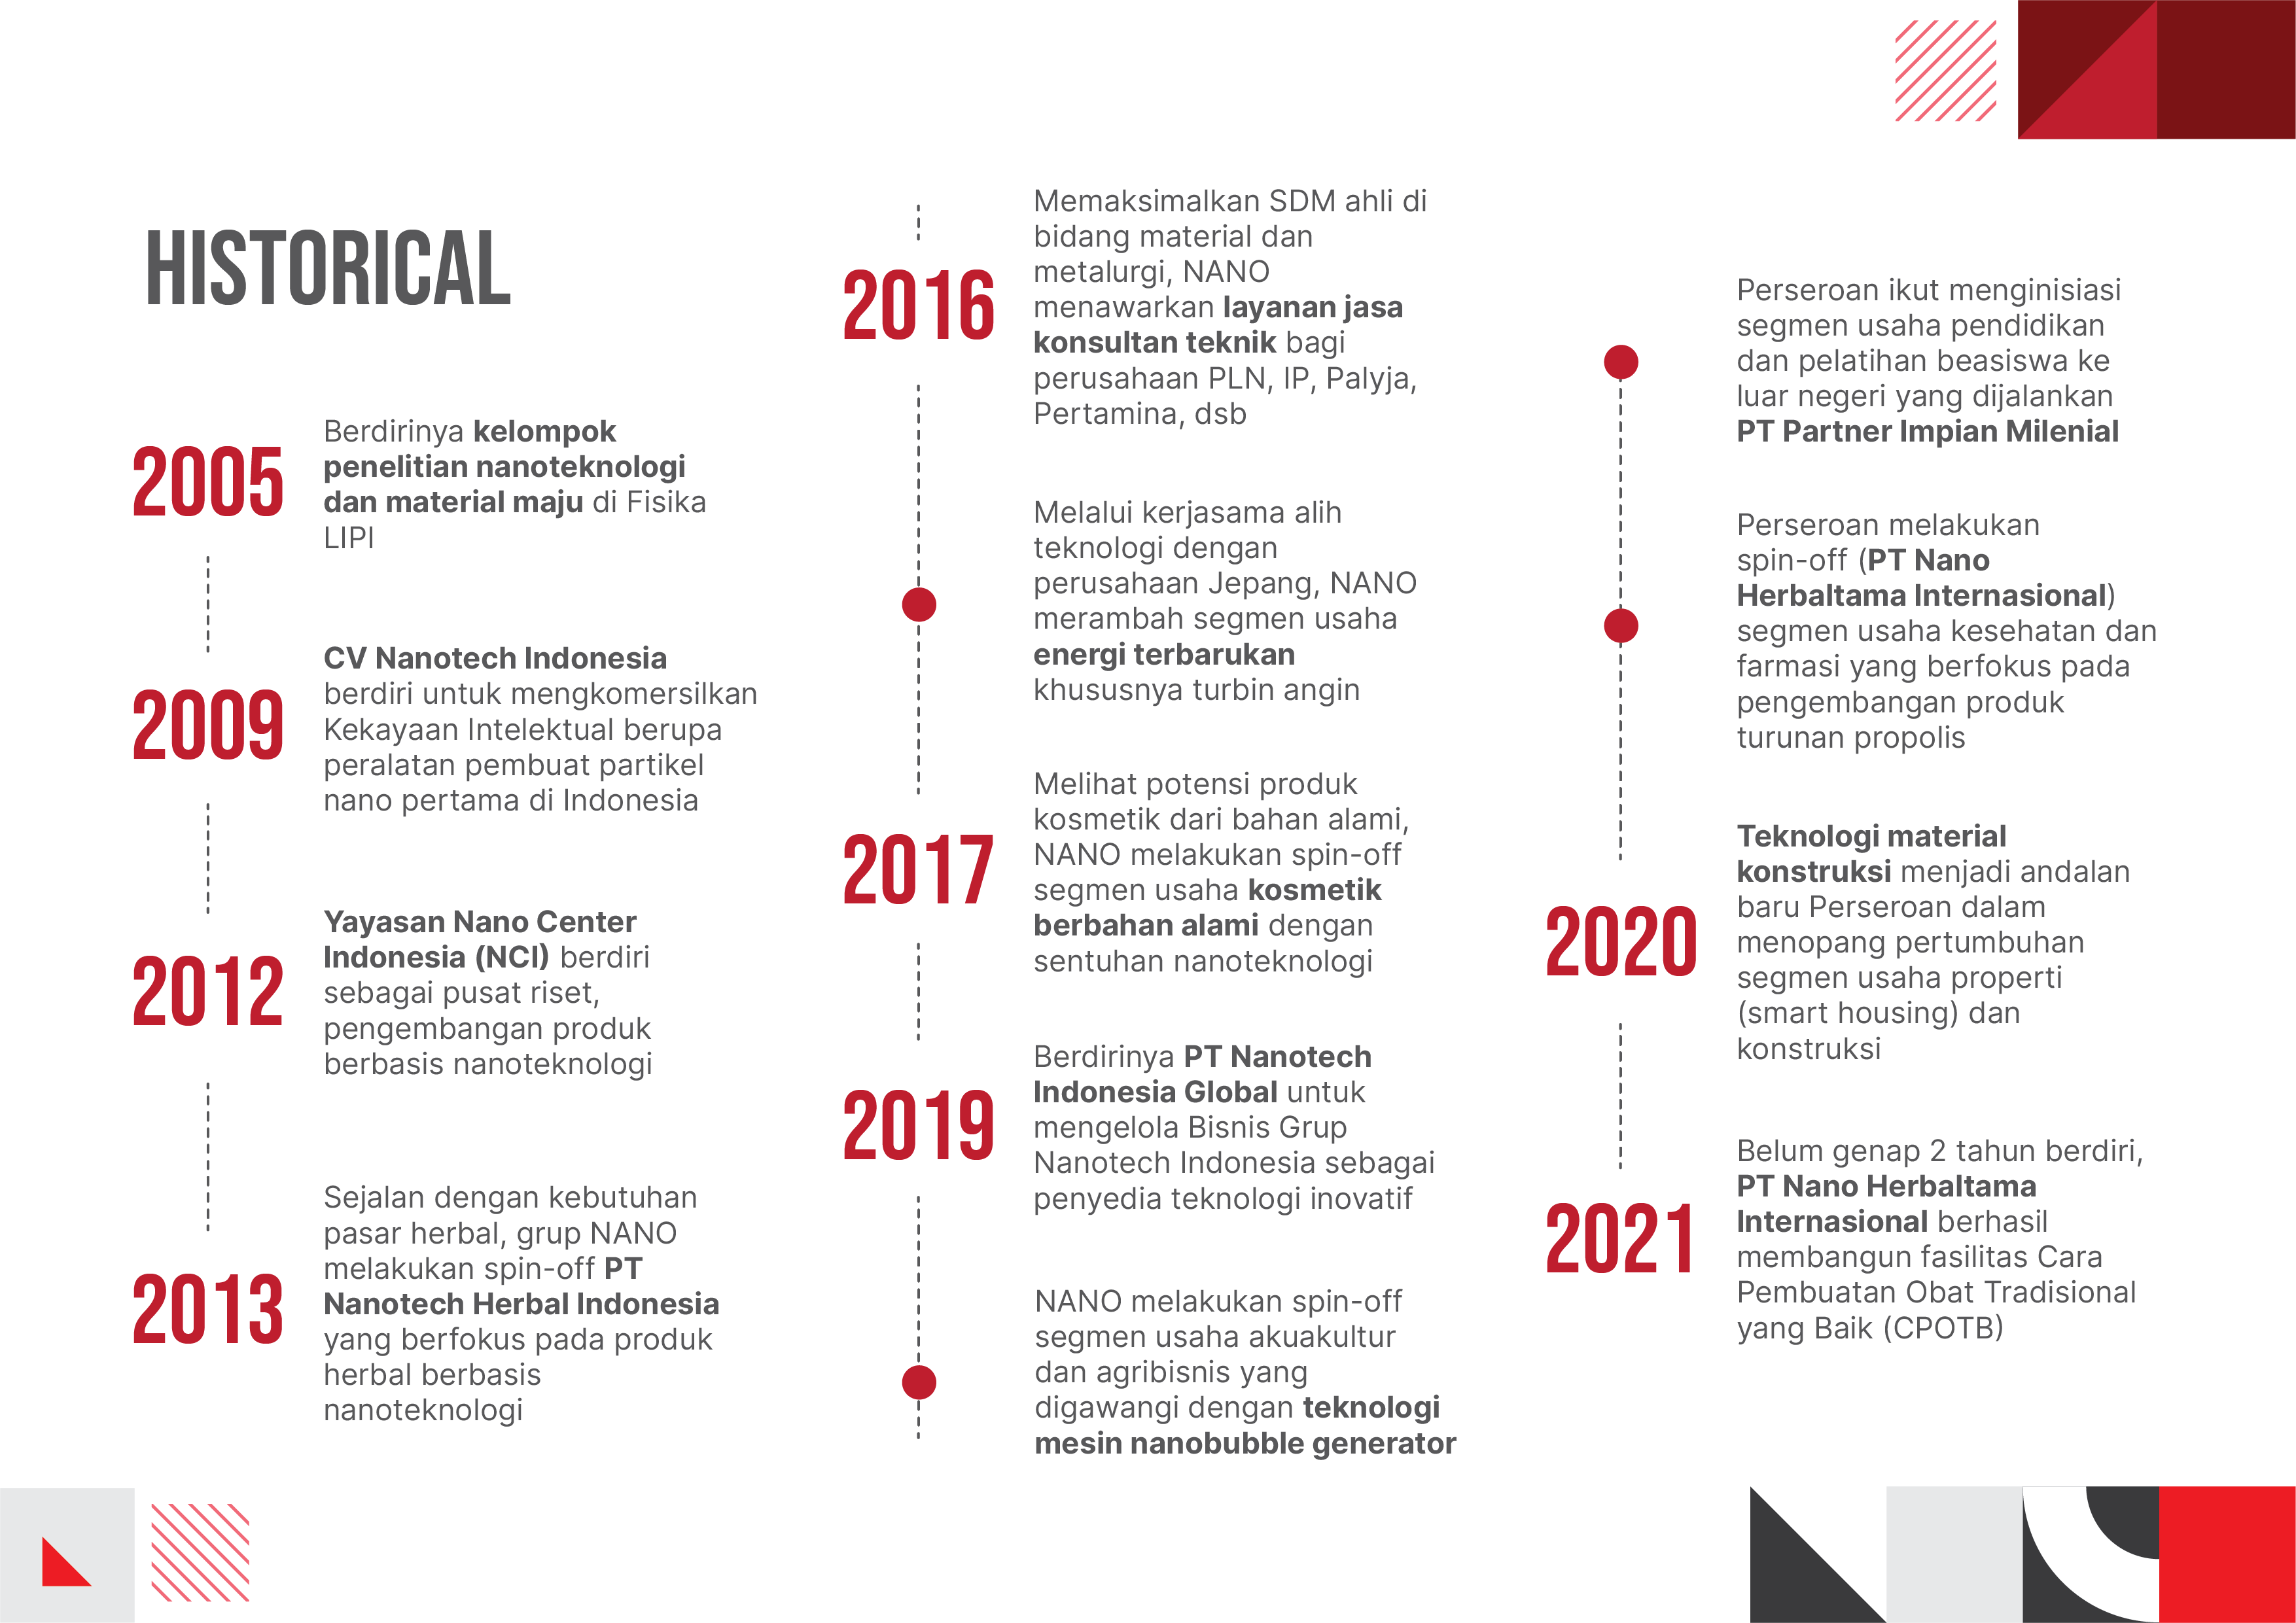 HISTORICAL
2005
Berdirinya kelompok
penelitian nanoteknologi
dan material maju di Fisika
LIPI
2009
CV Nanotech Indonesia
berdiri untuk mengkomersilkan
Kekayaan Intelektual berupa
peralatan pembuat partikel
nano pertama di Indonesia
2012
Yayasan Nano Center
Indonesia (NCI) berdiri
sebagai pusat riset,
pengembangan produk
berbasis nanoteknologi
2013
Sejalan dengan kebutuhan
pasar herbal, grup NANO
melakukan spin-off PT
Nanotech Herbal Indonesia
yang berfokus pada produk
herbal berbasis
nanoteknologi
2016
Memaksimalkan SDM ahli di
bidang material dan
metalurgi, NANO
menawarkan layanan jasa
konsultan teknik bagi
perusahaan PLN, IP, Palyja,
Pertamina, dsb
Melalui kerjasama alih
teknologi dengan
perusahaan Jepang, NANO
merambah segmen usaha
energi terbarukan
khususnya turbin angin
2017
Melihat potensi produk
kosmetik dari bahan alami,
NANO melakukan spin-off
segmen usaha kosmetik
berbahan alami dengan
sentuhan nanoteknologi
2019
Berdirinya PT Nanotech
Indonesia Global untuk
mengelola Bisnis Grup
Nanotech Indonesia sebagai
penyedia teknologi inovatif
NANO melakukan spin-off
segmen usaha akuakultur
dan agribisnis yang
digawangi dengan teknologi
mesin nanobubble generator
Perseroan ikut menginisiasi
segmen usaha pendidikan
dan pelatihan beasiswa ke
luar negeri yang dijalankan
PT Partner Impian Milenial
Perseroan melakukan
spin-off (PT Nano
Herbaltama Internasional)
segmen usaha kesehatan dan
farmasi yang berfokus pada
pengembangan produk
turunan propolis
2020
Teknologi material
konstruksi menjadi andalan
baru Perseroan dalam
menopang pertumbuhan
segmen usaha properti
(smart housing) dan
konstruksi
2021
Belum genap 2 tahun berdiri,
PT Nano Herbaltama
Internasional berhasil
membangun fasilitas Cara
Pembuatan Obat Tradisional
yang Baik (CPOTB)